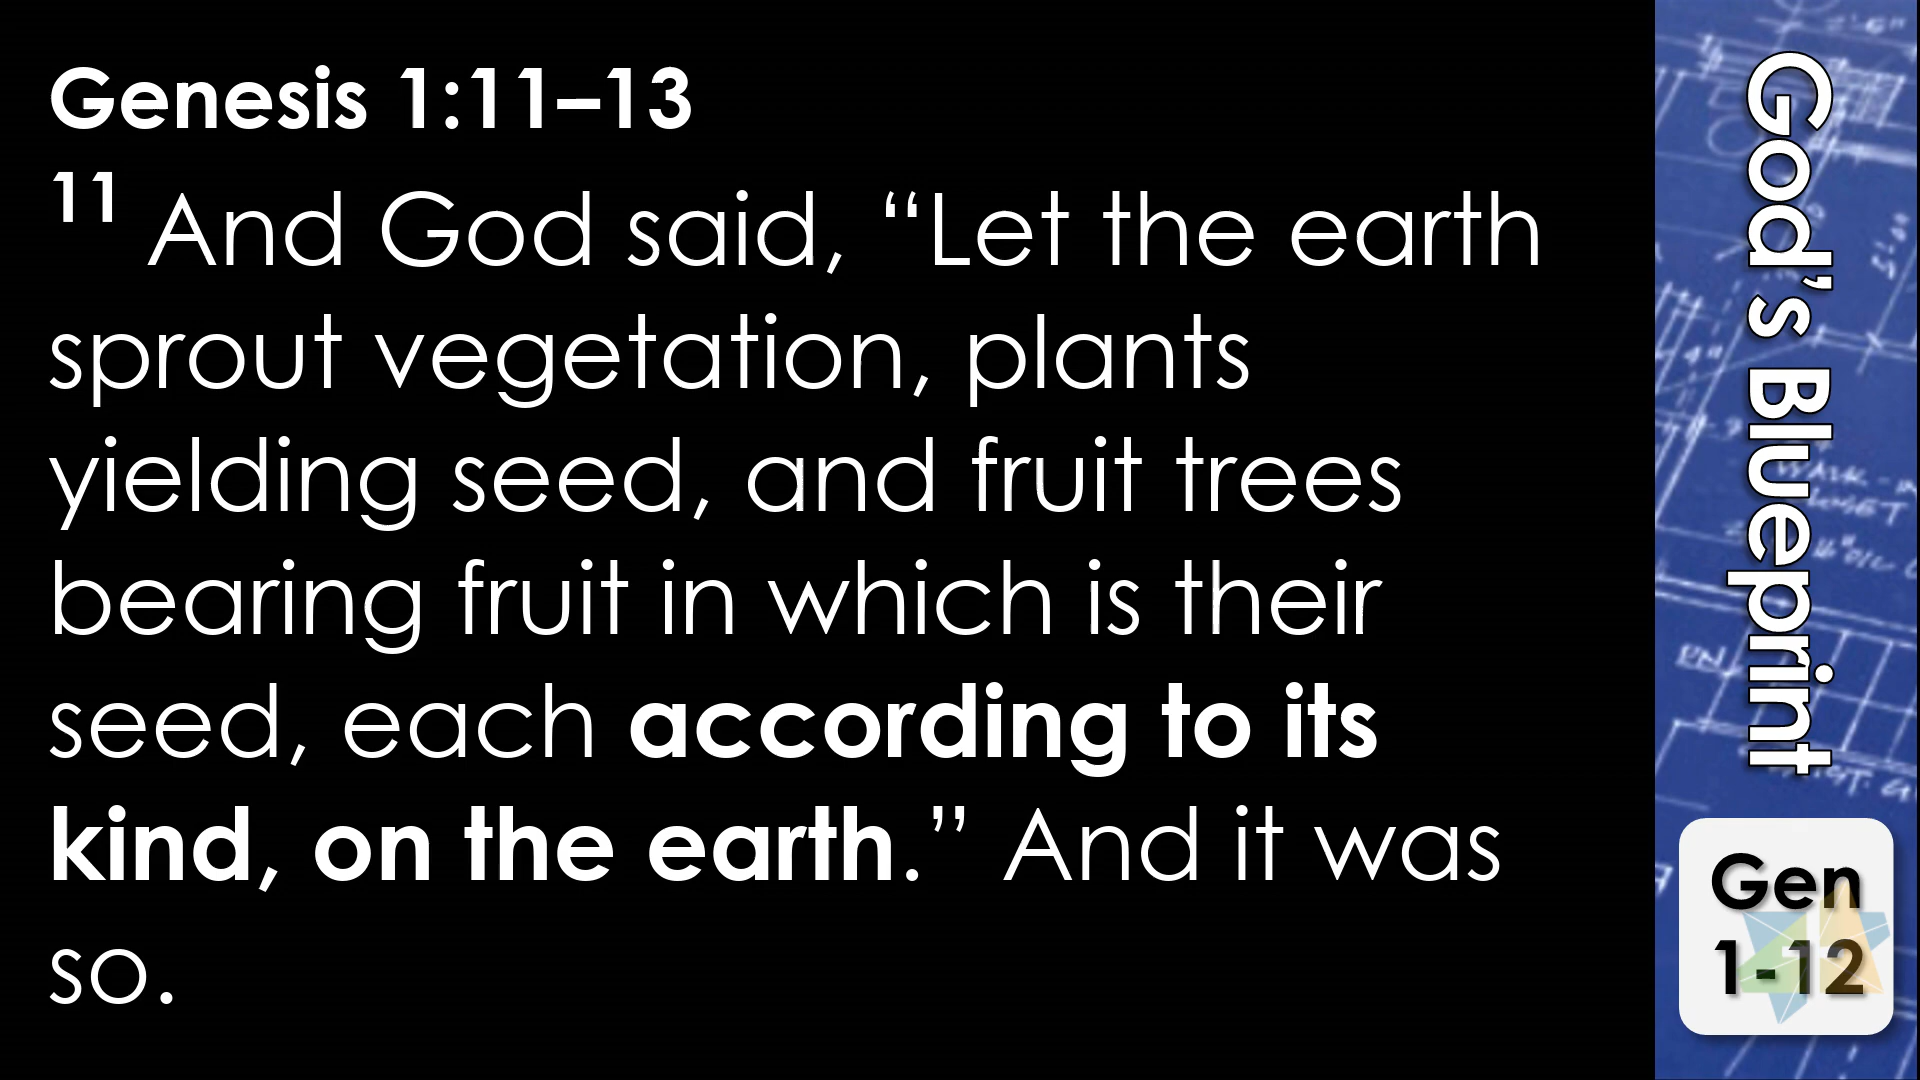 Genesis 1:11–13
11 And God said, “Let the earth
sprout vegetation, plants
yielding seed, and fruit trees
bearing fruit in which is their
seed, each according to its
kind, on the earth.” And it was
so.
God's Blueprint
Gen
1-12